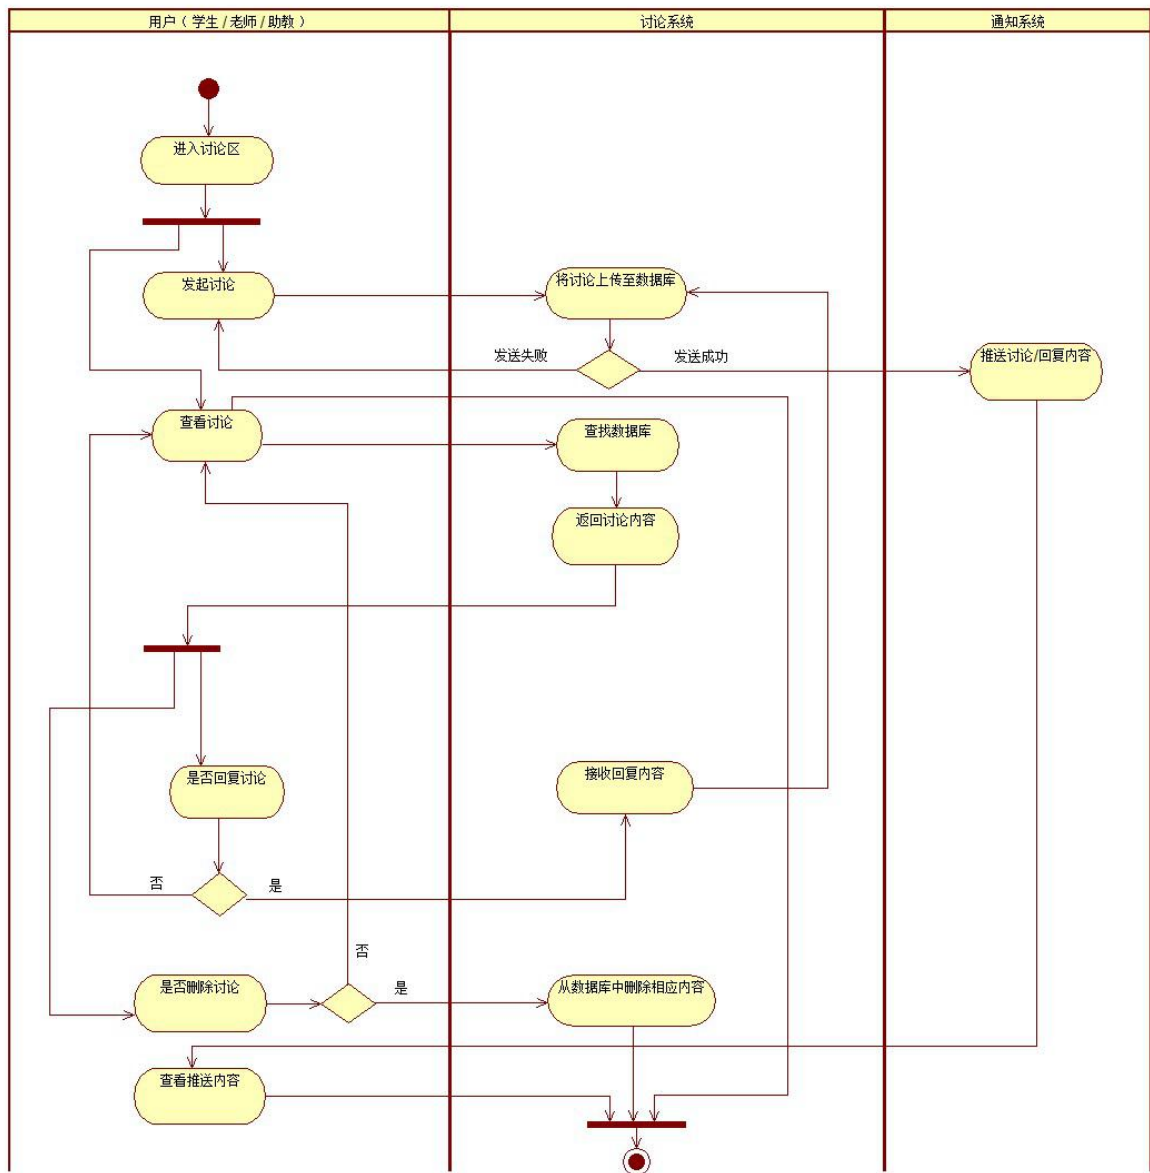 用户（学生/老师/助教）
讨论系统
通知系统
进入讨论区
发起讨论
将讨论上传至数据库
发送失败
发送成功
推送讨论/回复内容
查看讨论
查找数据库
返回讨论内容
是否回复讨论
接收回复内容
否
是
否
是否删除讨论
是
从数据库中删除相应内容
查看推送内容